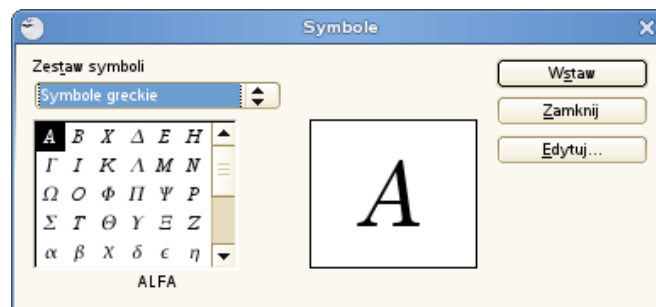 Symbole
Zestaw symboli
Symbole greckie
Α Β Χ Δ Ε Η
Γ Ι Κ Λ Μ Ν
Ω Ο Φ Π Ψ Ρ
Σ Τ Θ Υ Ξ Ζ
α β χ δ ϵ η
ALFA
Α
Wstaw
Zamknij
Edytuj...